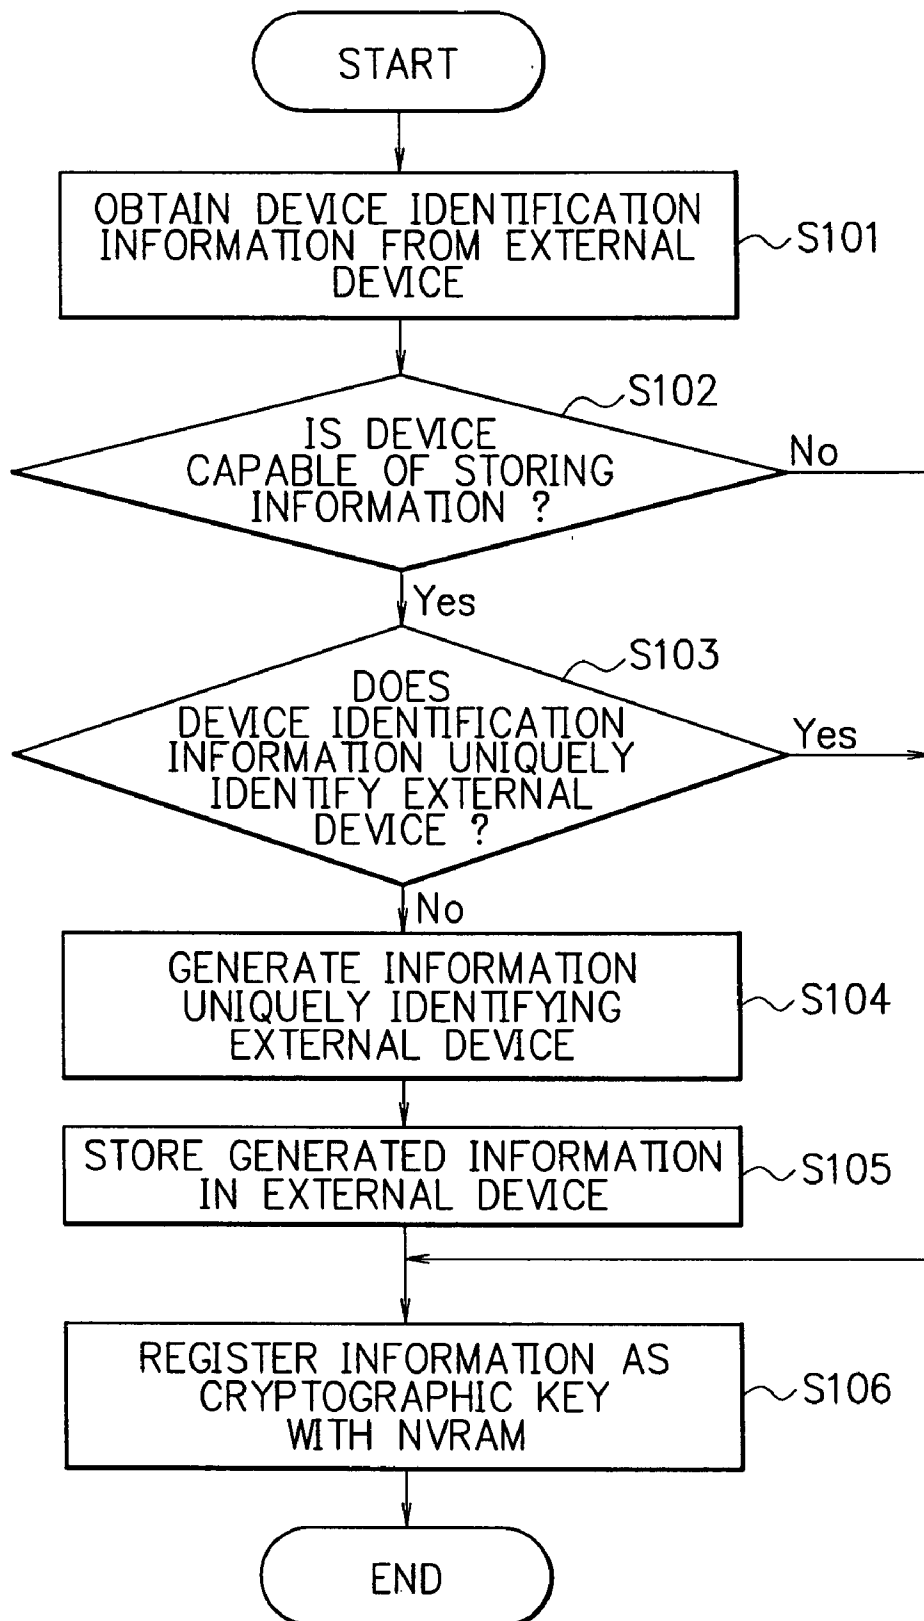 START
OBTAIN DEVICE IDENTIFICATION
INFORMATION FROM EXTERNAL
DEVICE
S101
S102
IS DEVICE
CAPABLE OF STORING
INFORMATION ?
No
Yes
S103
DOES
DEVICE IDENTIFICATION
INFORMATION UNIQUELY
IDENTIFY EXTERNAL
DEVICE ?
Yes
No
GENERATE INFORMATION
UNIQUELY IDENTIFYING
EXTERNAL DEVICE
S104
STORE GENERATED INFORMATION
IN EXTERNAL DEVICE
S105
REGISTER INFORMATION AS
CRYPTOGRAPHIC KEY
WITH NVRAM
S106
END